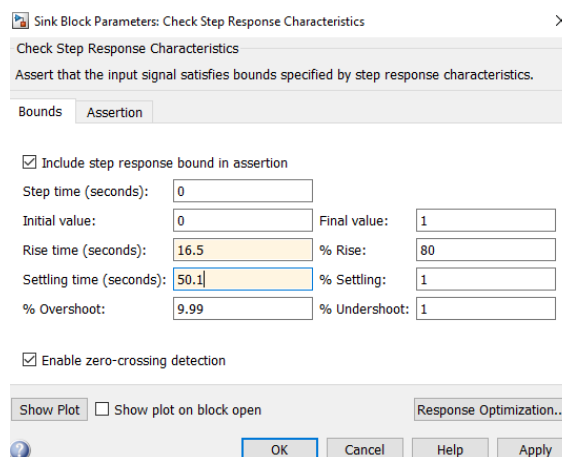 Sink Block Parameters: Check Step Response Characteristics
Check Step Response Characteristics
Assert that the input signal satisfies bounds specified by step response characteristics.
Bounds Assertion
Include step response bound in assertion
Step time (seconds): 0
Initial value: 0 Final value: 1
Rise time (seconds): 16.5 % Rise: 80
Settling time (seconds): 50.1 % Settling: 1
% Overshoot: 9.99 % Undershoot: 1
Enable zero-crossing detection
Show Plot Show plot on block open Response Optimization..
? OK Cancel Help Apply